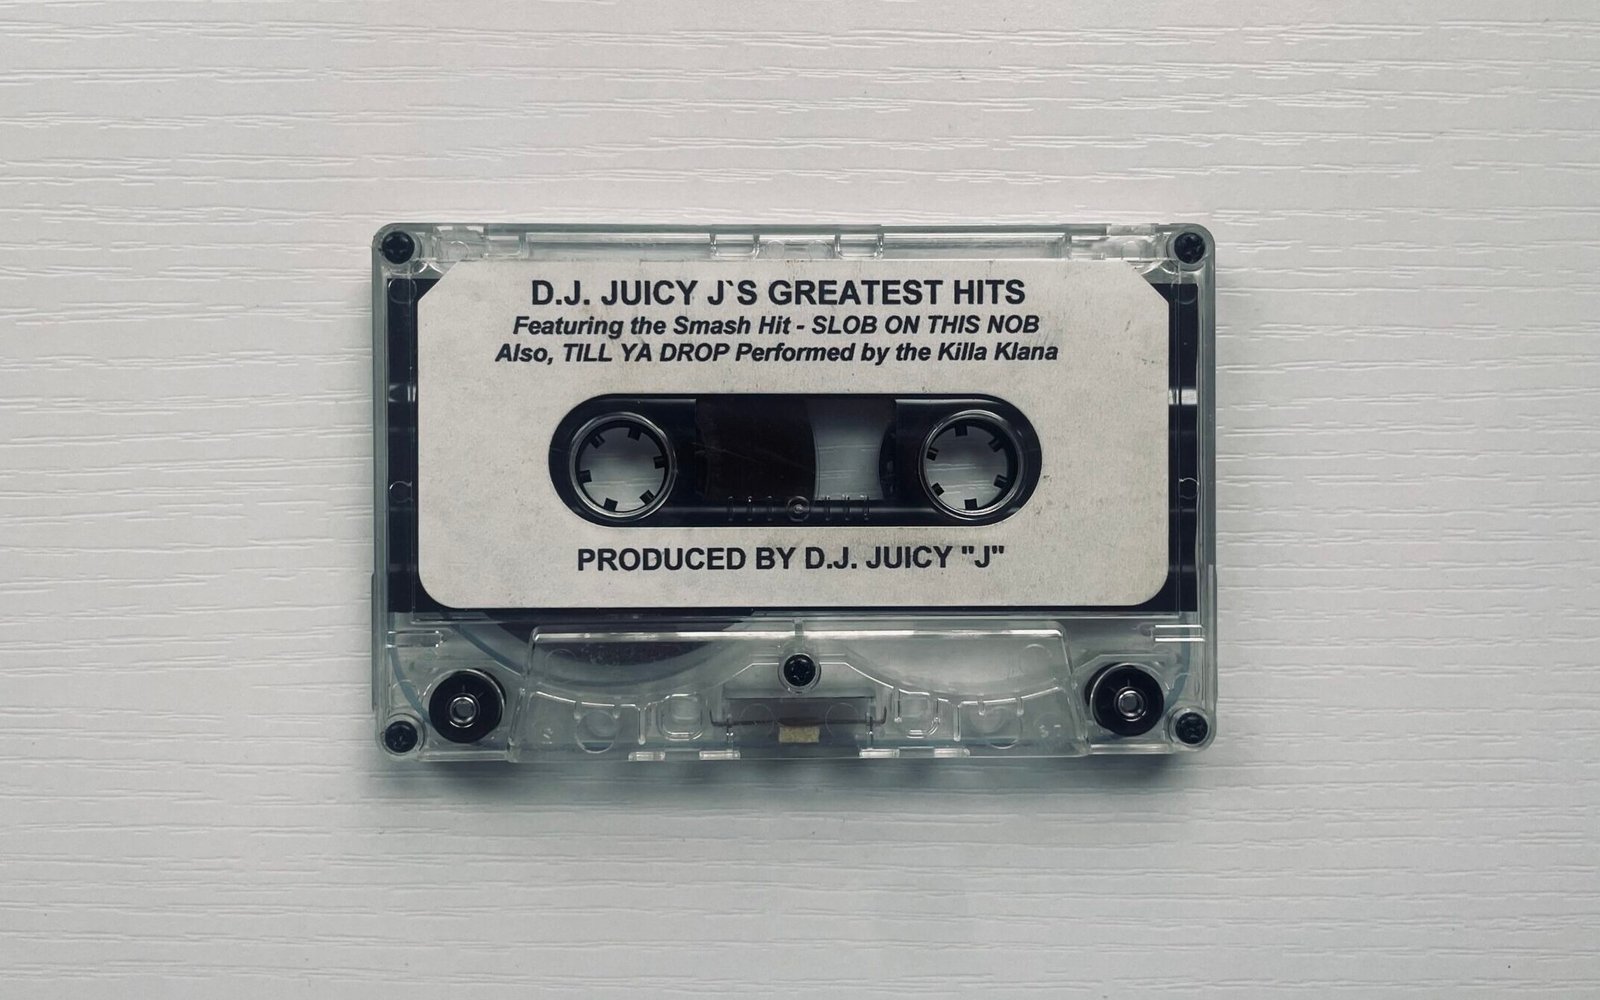 D.J. JUICY J`S GREATEST HITS
Featuring the Smash Hit - SLOB ON THIS NOB
Also, TILL YA DROP Performed by the Killa Klana
PRODUCED BY D.J. JUICY "J"